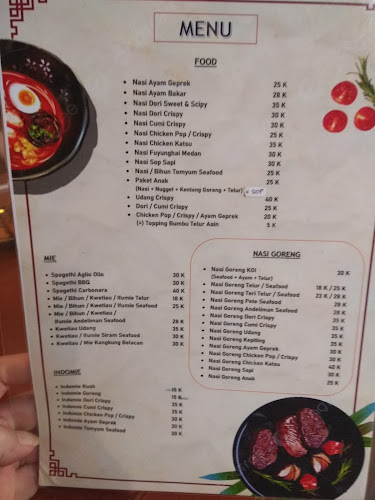 MENU
FOOD
Nasi Ayam Geprek 25 K
Nasi Ayam Bakar 28 K
Nasi Dori Sweet & Scipy 35 K
Nasi Dori Crispy 30 K
Nasi Cumi Crispy 30 K
Nasi Chicken Pop / Crispy 25 K
Nasi Chicken Katsu 35 K
Nasi Fuyunghai Medan 30 K
Nasi Sop Sapi 30 K
Nasi / Bihun Tomyum Seafood 25 K
Paket Anak 25 K
(Nasi + Nugget + Kentang Goreng + Telur) + SOP
Udang Crispy 40 K
Dori / Cumi Crispy 25 K
Chicken Pop / Crispy / Ayam Geprek 20 K
(+) Topping Bumbu Telur Asin 5 K
MIE
Spagethi Aglio Olio 30 K
Spagethi BBQ 30 K
Spagethi Carbonara 40 K
Mie / Bihun / Kwetiau / Ifumie Telur 18 K
Mie / Bihun / Kwetiau / Ifumie Seafood 25 K
Mie / Bihun / Kwetiau /
Ifumie Andaliman Seafood 28 K
Kwetiau Udang 35 K
Kwetiau / Ifumie Siram Seafood 30 K
Kwetiau / Mie Kangkung Belacan 30 K
NASI GORENG
Nasi Goreng KOI 30 K
(Seafood + Ayam + Telur)
Nasi Goreng Telur / Seafood 18 K / 25 K
Nasi Goreng Teri Telur / Seafood 23 K / 28 K
Nasi Goreng Pete Seafood 29 K
Nasi Goreng Andaliman Seafood 28 K
Nasi Goreng Dori Crispy 35 K
Nasi Goreng Cumi Crispy 35 K
Nasi Goreng Udang 35 K
Nasi Goreng Kepiting
Nasi Goreng Ayam Geprek 30 K
Nasi Goreng Chicken Pop / Crispy 30 K
Nasi Goreng Chicken Katsu 40 K
Nasi Goreng Sapi 30 K
Nasi Goreng Anak 25 K
INDOMIE
Indomie Kuah 15 K
Indomie Goreng
Indomie Dori Crispy 35 K
Indomie Cumi Crispy 35 K
Indomie Chicken Pop / Crispy 30 K
Indomie Ayam Geprek 30 K
Indomie Tomyum Seafood 30 K